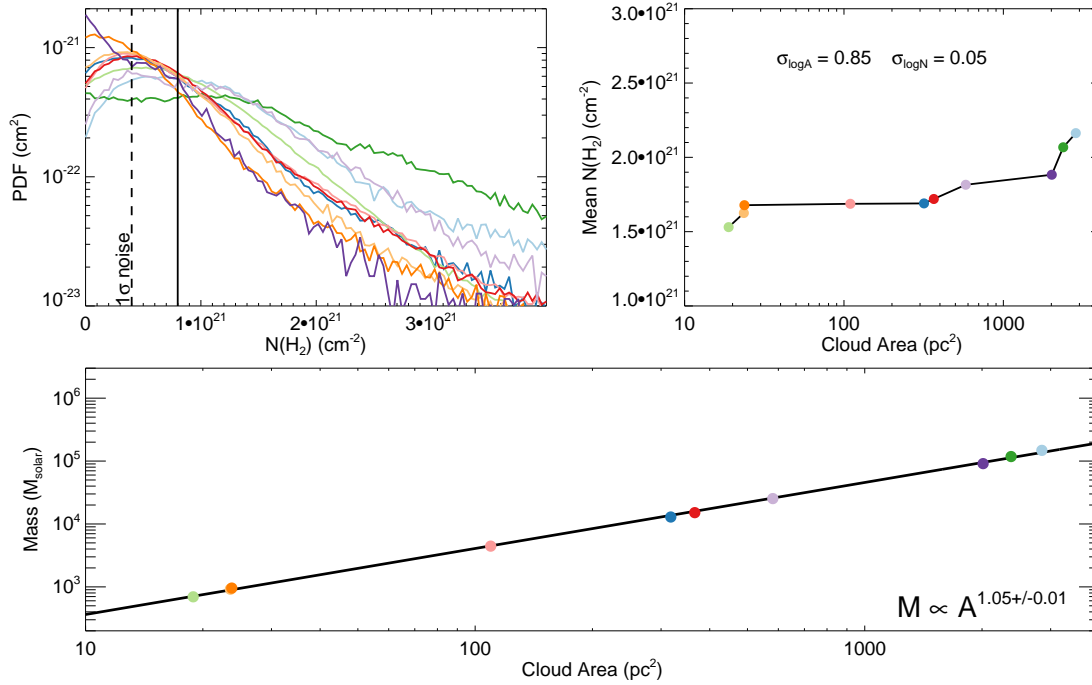 10⁻²¹
10⁻²²
10⁻²³
PDF (cm²)
1σ noise
0
1•10²¹
2•10²¹
3•10²¹
N(H₂) (cm⁻²)
3.0•10²¹
2.5•10²¹
2.0•10²¹
1.5•10²¹
1.0•10²¹
Mean N(H₂) (cm⁻²)
σlogA = 0.85 σlogN = 0.05
10
100
1000
Cloud Area (pc²)
10⁶
10⁵
10⁴
10³
Mass (Msolar)
M ∝ A¹·⁰⁵⁺/⁻⁰·⁰¹
10
100
1000
Cloud Area (pc²)